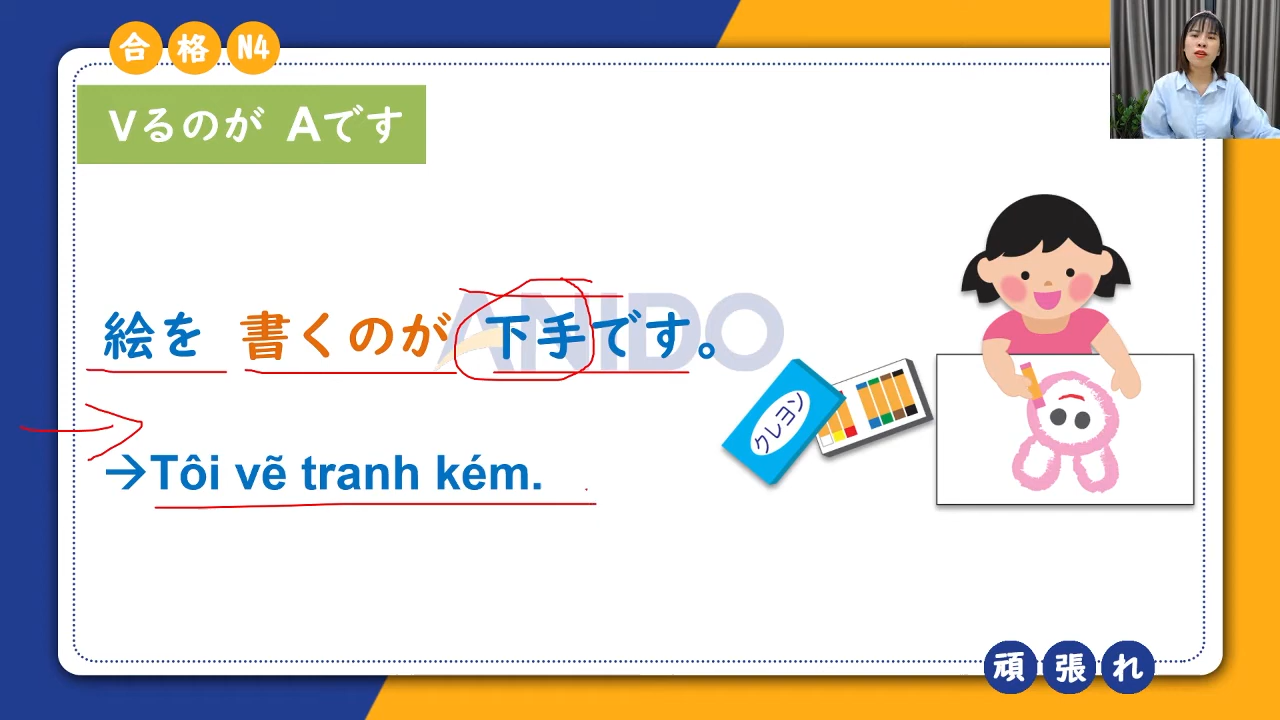 合格N4
Vるのが Aです
絵を 書くのが 下手です。
ANIDO
クレヨン
→Tôi vẽ tranh kém.
頑張れ